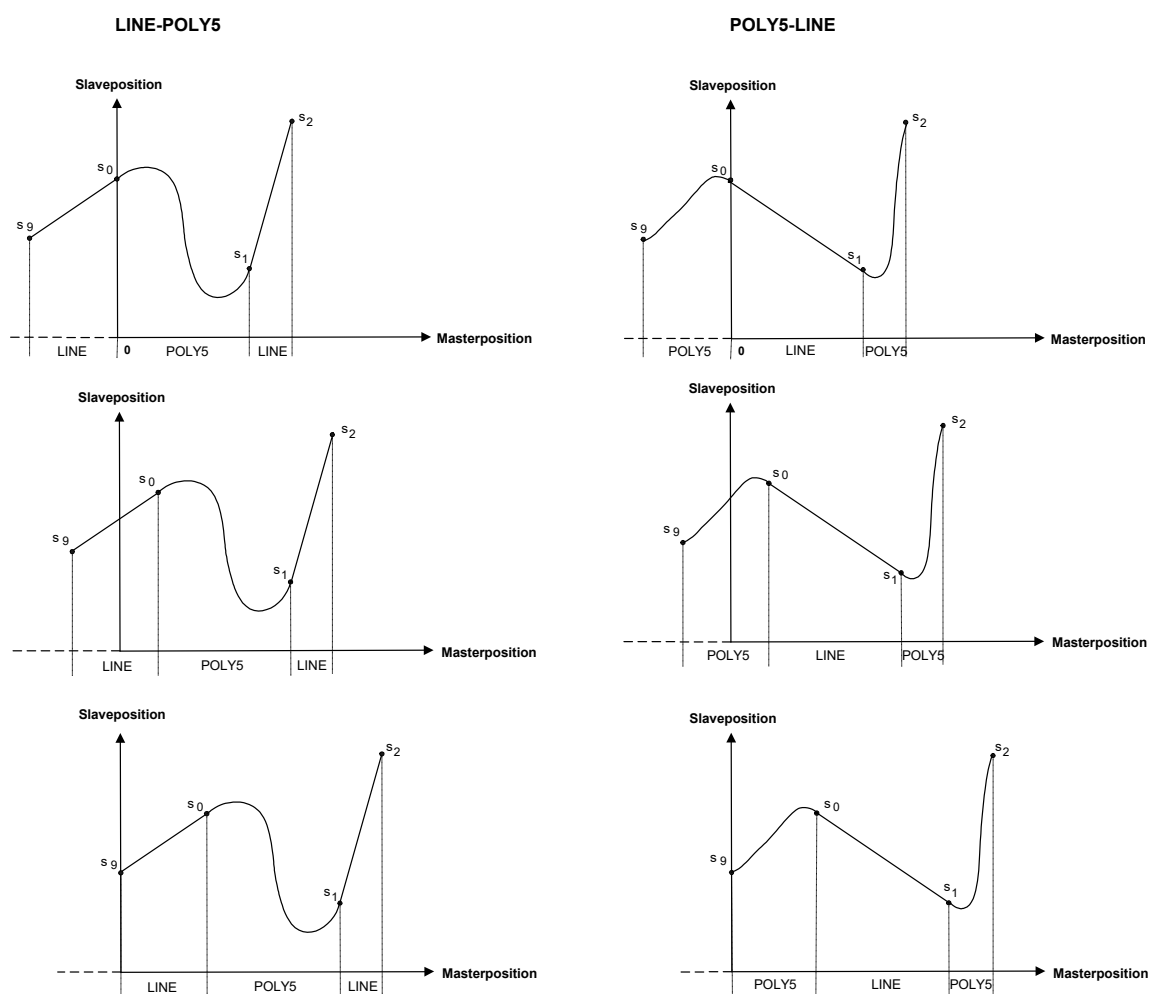 LINE-POLY5
POLY5-LINE
Slaveposition
s2
s0
s9
s1
Masterposition
LINE
0
POLY5
LINE
Slaveposition
s2
s0
s9
s1
Masterposition
POLY5
0
LINE
POLY5
Slaveposition
s2
s0
s9
s1
Masterposition
LINE
POLY5
LINE
Slaveposition
s2
s0
s9
s1
Masterposition
POLY5
LINE
POLY5
Slaveposition
s2
s0
s9
s1
Masterposition
LINE
POLY5
LINE
Slaveposition
s2
s0
s9
s1
Masterposition
POLY5
LINE
POLY5